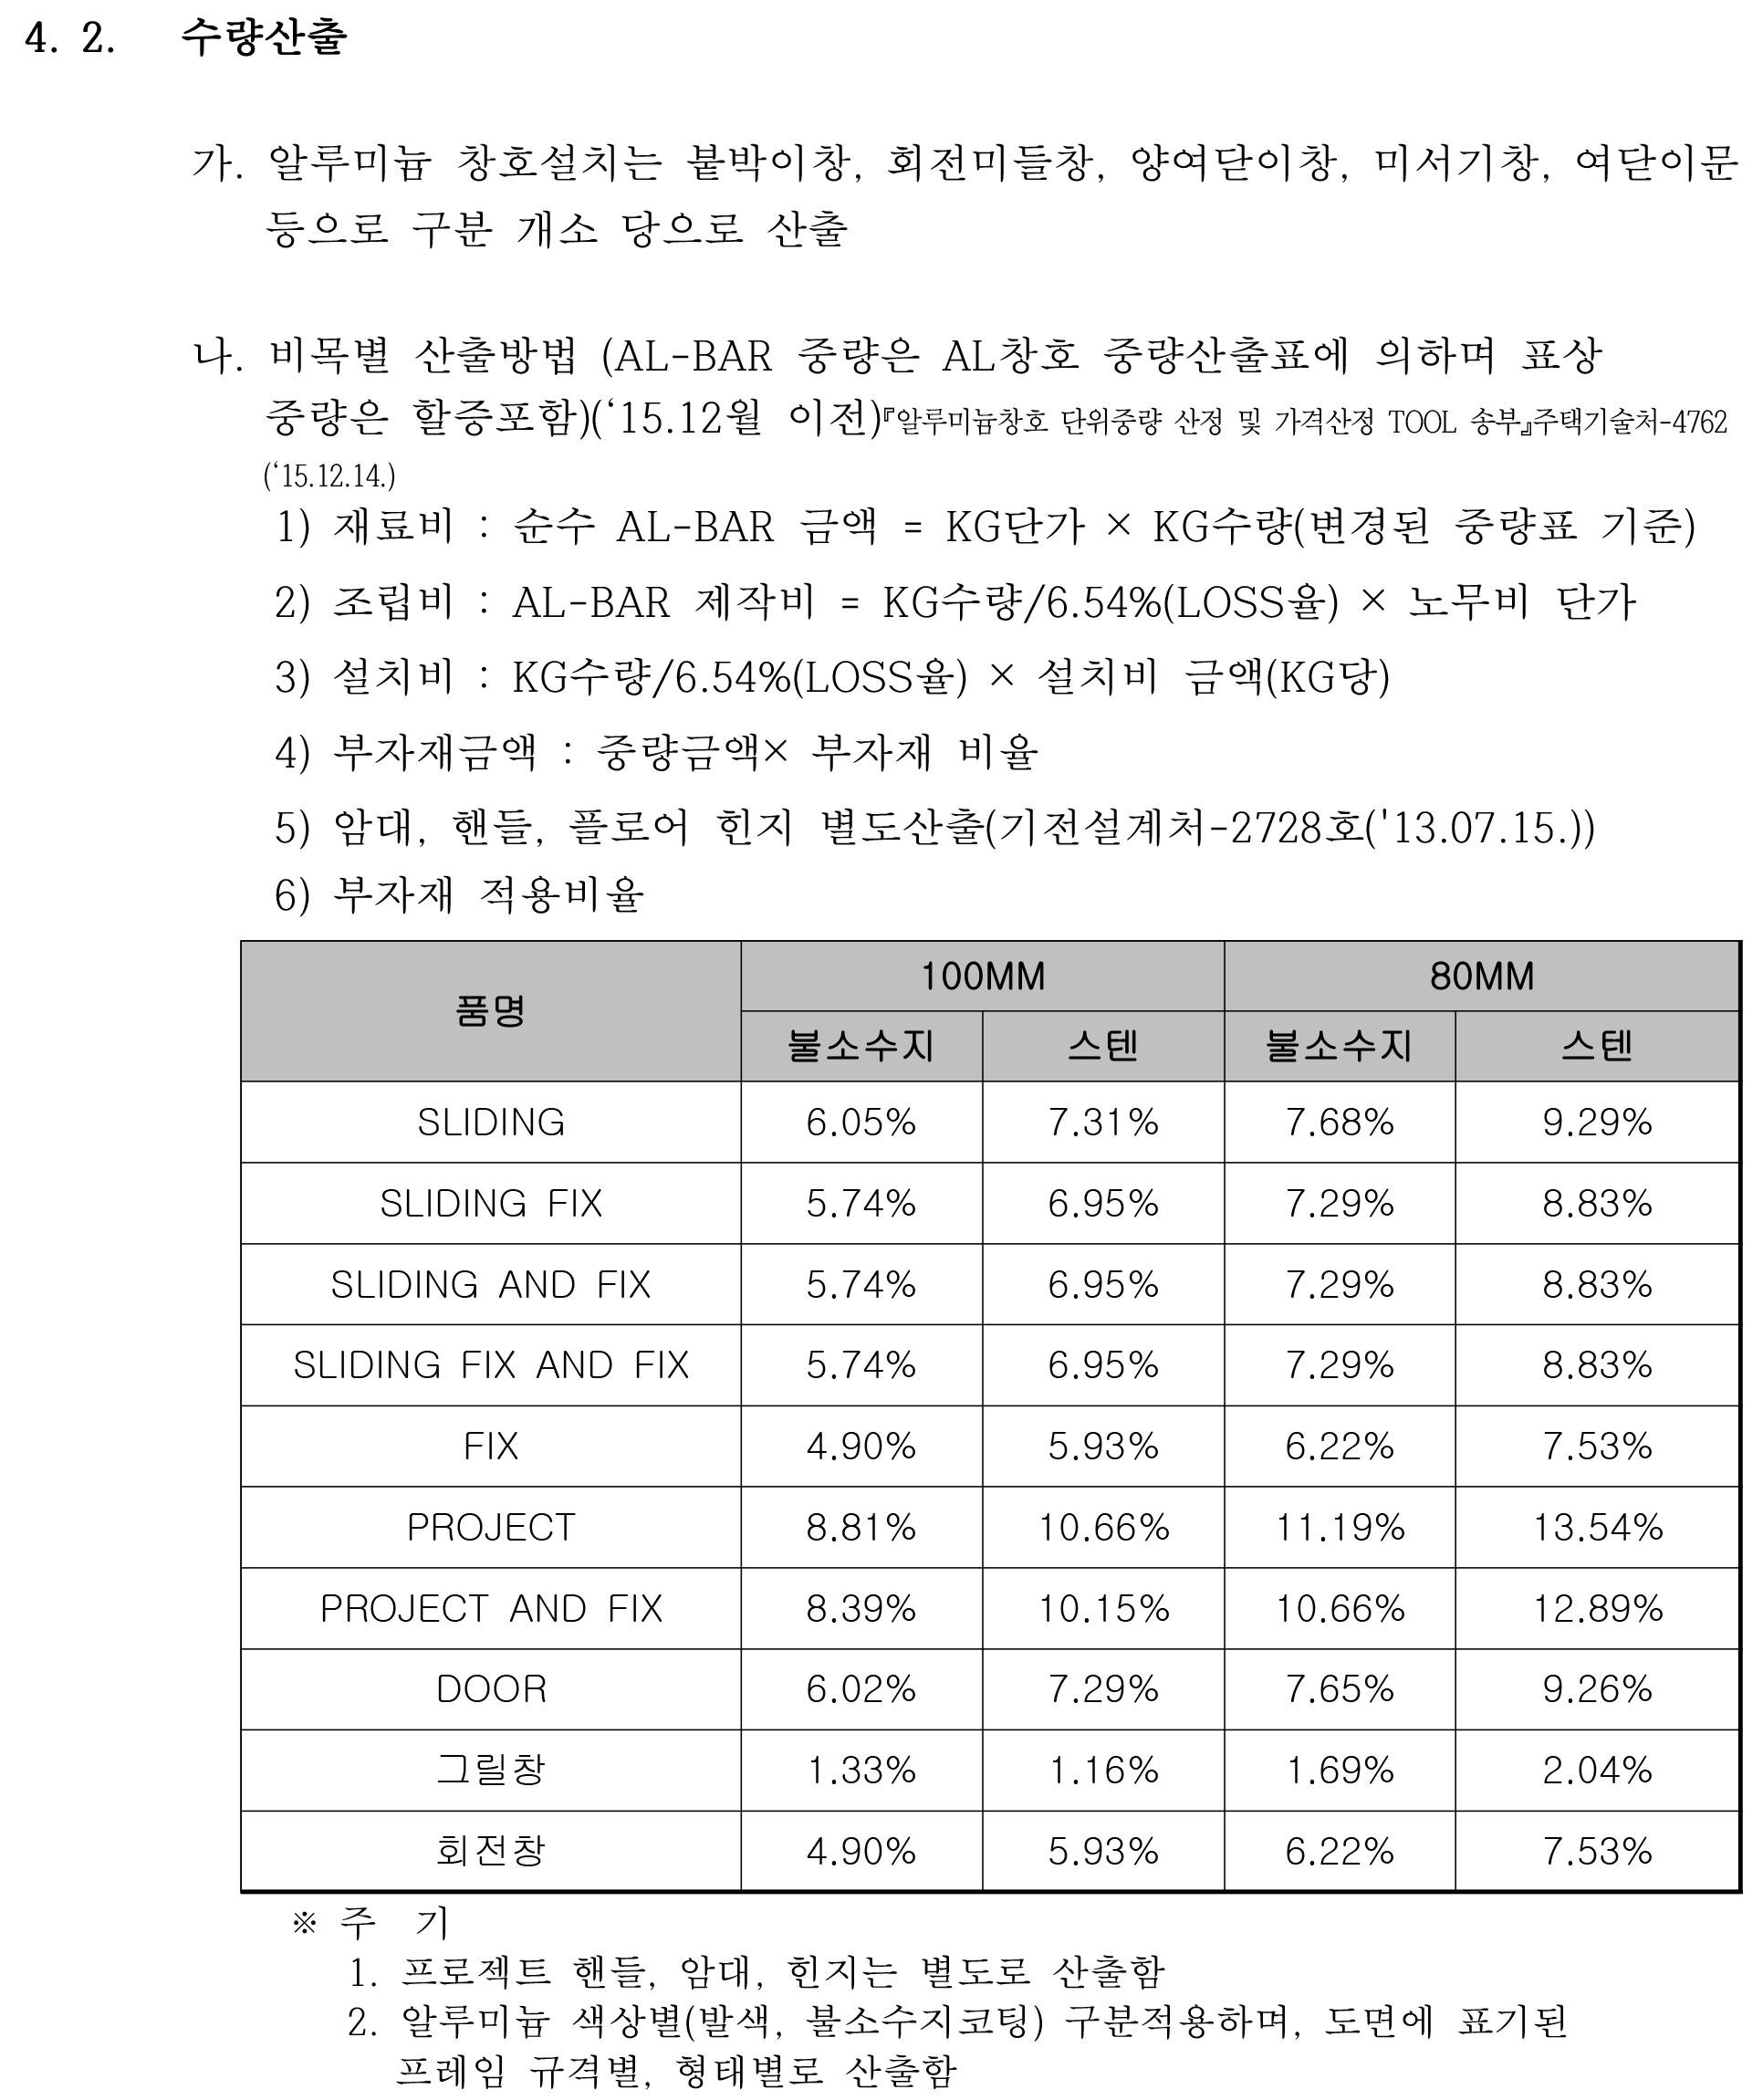 4. 2. 수량산출
가. 알루미늄 창호설치는 붙박이창, 회전미들창, 양여닫이창, 미서기창, 여닫이문
등으로 구분 개소 당으로 산출
나. 비목별 산출방법 (AL-BAR 중량은 AL창호 중량산출표에 의하며 표상
중량은 할증포함)(‘15.12월 이전)『알루미늄창호 단위중량 산정 및 가격산정 TOOL 송부』주택기술처-4762
(‘15.12.14.)
1) 재료비 : 순수 AL-BAR 금액 = KG단가 × KG수량(변경된 중량표 기준)
2) 조립비 : AL-BAR 제작비 = KG수량/6.54%(LOSS율) × 노무비 단가
3) 설치비 : KG수량/6.54%(LOSS율) × 설치비 금액(KG당)
4) 부자재금액 : 중량금액× 부자재 비율
5) 암대, 핸들, 플로어 힌지 별도산출(기전설계처-2728호('13.07.15.))
6) 부자재 적용비율
품명 100MM 80MM
불소수지 스텐 불소수지 스텐
SLIDING 6.05% 7.31% 7.68% 9.29%
SLIDING FIX 5.74% 6.95% 7.29% 8.83%
SLIDING AND FIX 5.74% 6.95% 7.29% 8.83%
SLIDING FIX AND FIX 5.74% 6.95% 7.29% 8.83%
FIX 4.90% 5.93% 6.22% 7.53%
PROJECT 8.81% 10.66% 11.19% 13.54%
PROJECT AND FIX 8.39% 10.15% 10.66% 12.89%
DOOR 6.02% 7.29% 7.65% 9.26%
그릴창 1.33% 1.16% 1.69% 2.04%
회전창 4.90% 5.93% 6.22% 7.53%
※ 주 기
1. 프로젝트 핸들, 암대, 힌지는 별도로 산출함
2. 알루미늄 색상별(발색, 불소수지코팅) 구분적용하며, 도면에 표기된
프레임 규격별, 형태별로 산출함